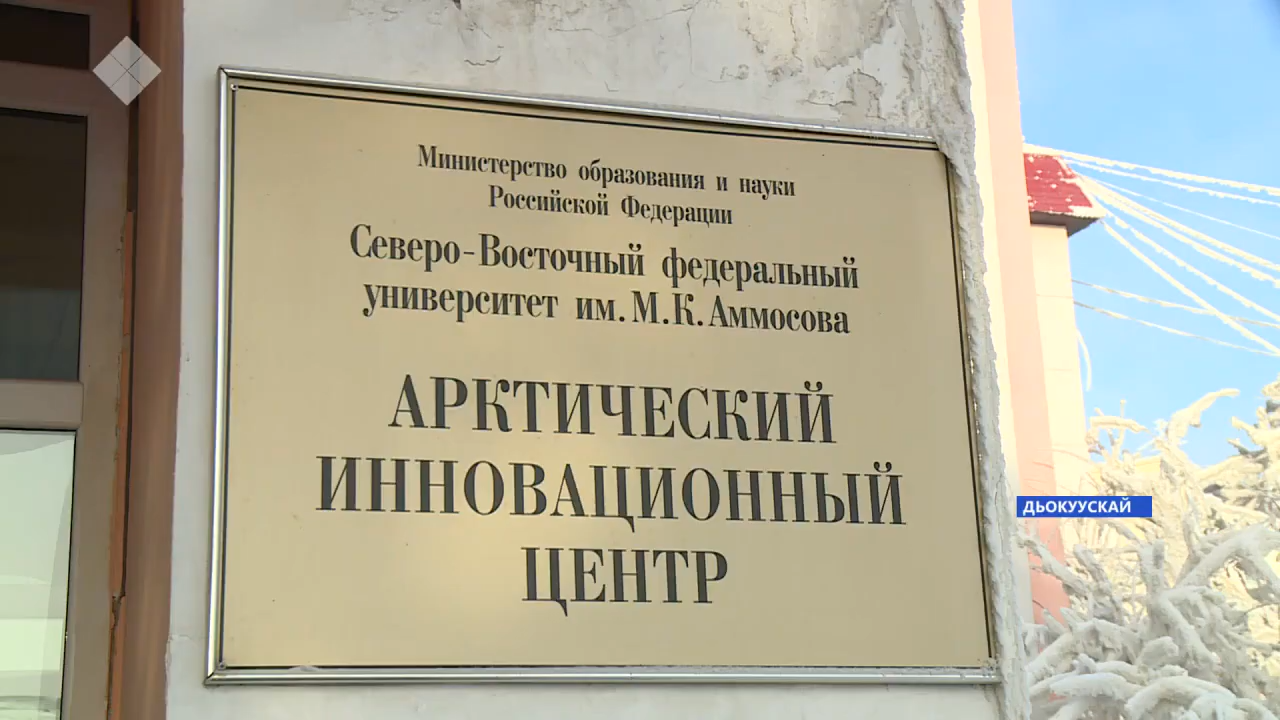 Министерство образования и науки
Российской Федерации
Северо-Восточный федеральный
университет им. М.К. Аммосова
АРКТИЧЕСКИЙ
ИННОВАЦИОННЫЙ
ЦЕНТР
ДЬОКУУСКАЙ